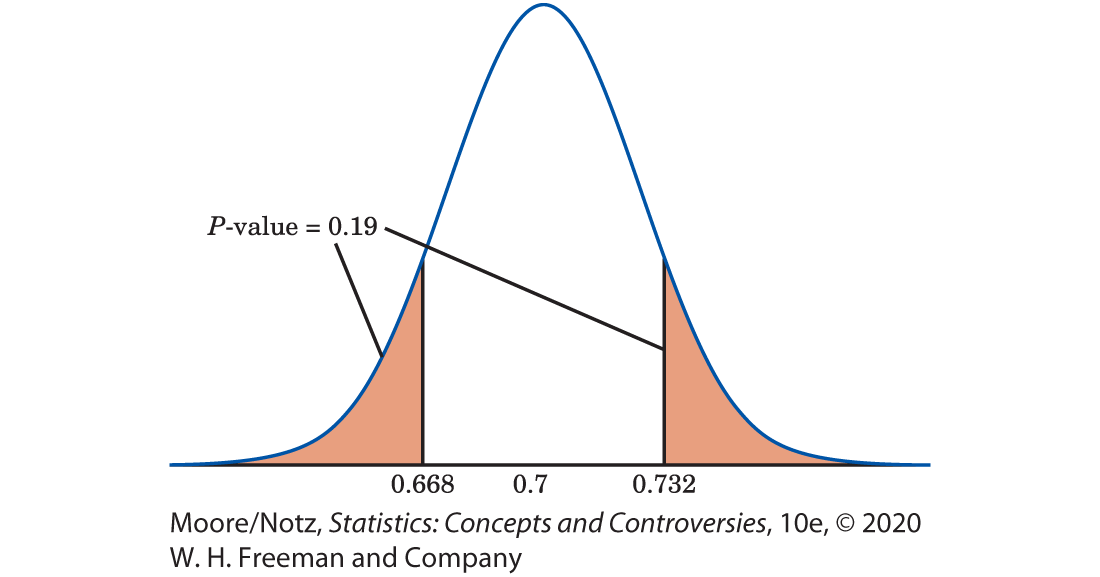 P-value = 0.19
0.668 0.7 0.732
Moore/Notz, Statistics: Concepts and Controversies, 10e, © 2020
W. H. Freeman and Company